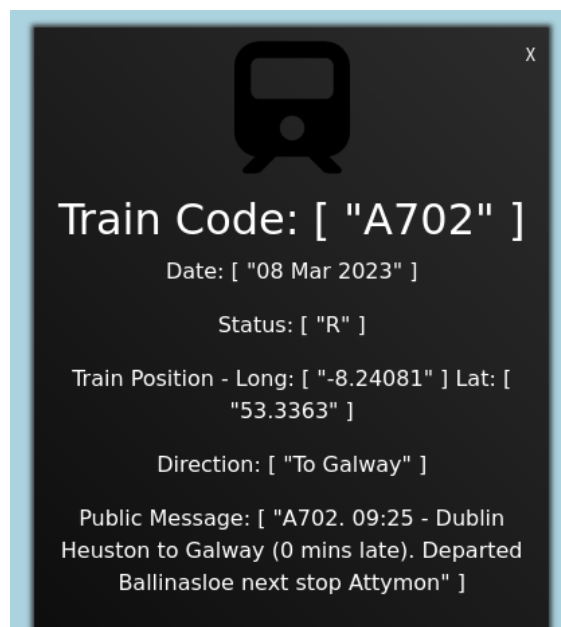 X
Train Code: [ "A702" ]
Date: [ "08 Mar 2023" ]
Status: [ "R" ]
Train Position - Long: [ "-8.24081" ] Lat: [
"53.3363" ]
Direction: [ "To Galway" ]
Public Message: [ "A702. 09:25 - Dublin
Heuston to Galway (0 mins late). Departed
Ballinasloe next stop Attymon" ]